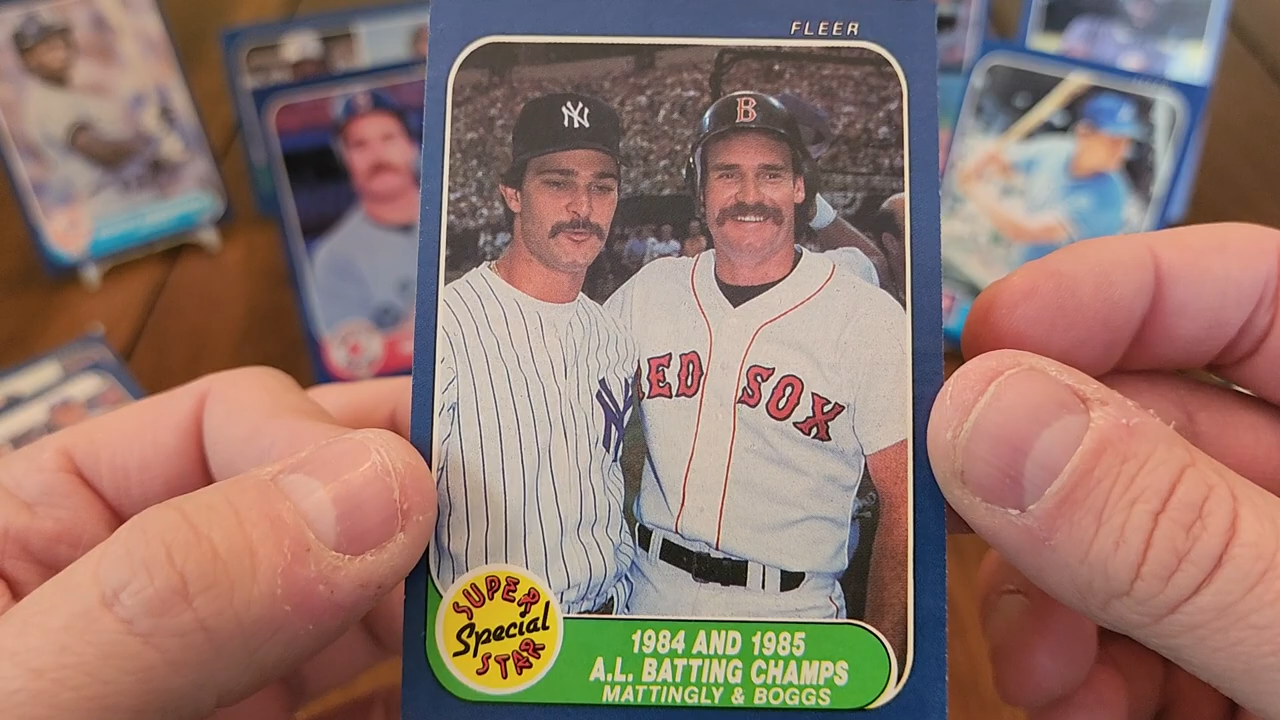 FLEER
NY
B
NY
RED SOX
SUPER
Special
STAR
1984 AND 1985
A.L. BATTING CHAMPS
MATTINGLY & BOGGS